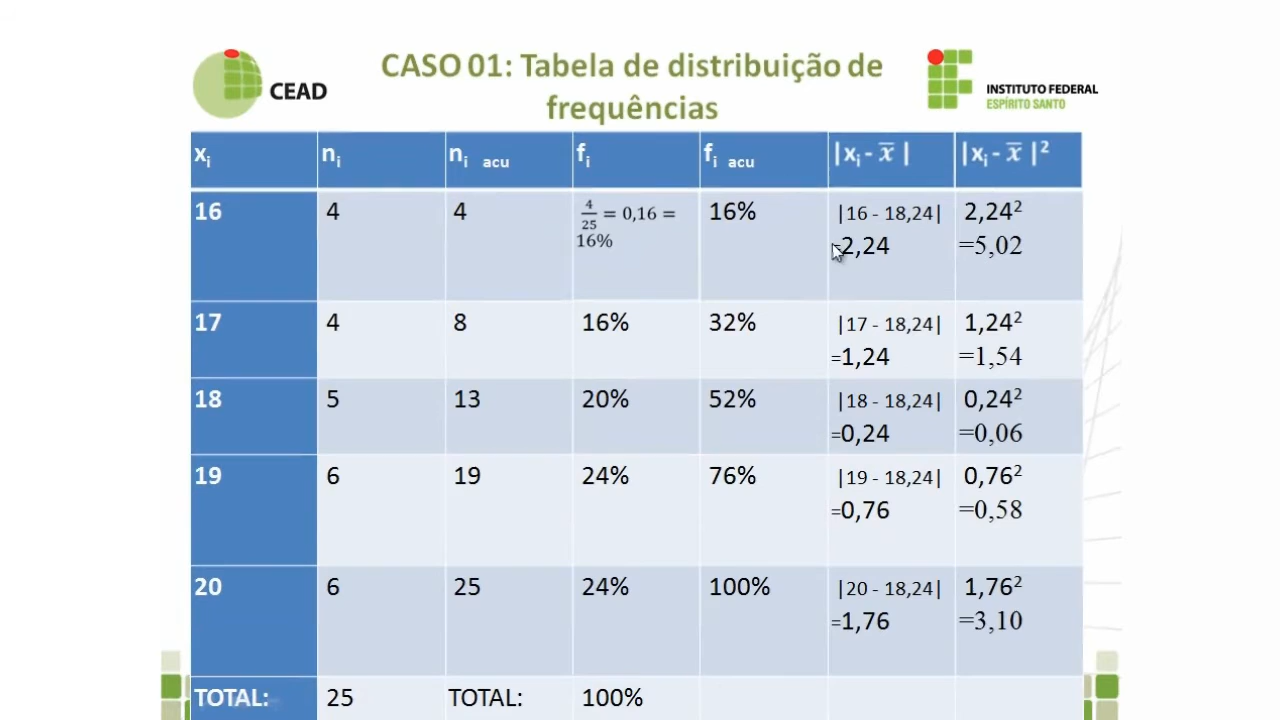 CEAD
CASO 01: Tabela de distribuição de
frequências
INSTITUTO FEDERAL
ESPÍRITO SANTO
xi ni ni acu fi fi acu |xi - x̅ | |xi - x̅ |²
16 4 4 4/25 = 0,16 = 16% |16 - 18,24| 2,24²
16% =2,24 =5,02
17 4 8 16% 32% |17 - 18,24| 1,24²
=1,24 =1,54
18 5 13 20% 52% |18 - 18,24| 0,24²
=0,24 =0,06
19 6 19 24% 76% |19 - 18,24| 0,76²
=0,76 =0,58
20 6 25 24% 100% |20 - 18,24| 1,76²
=1,76 =3,10
TOTAL: 25 TOTAL: 100%